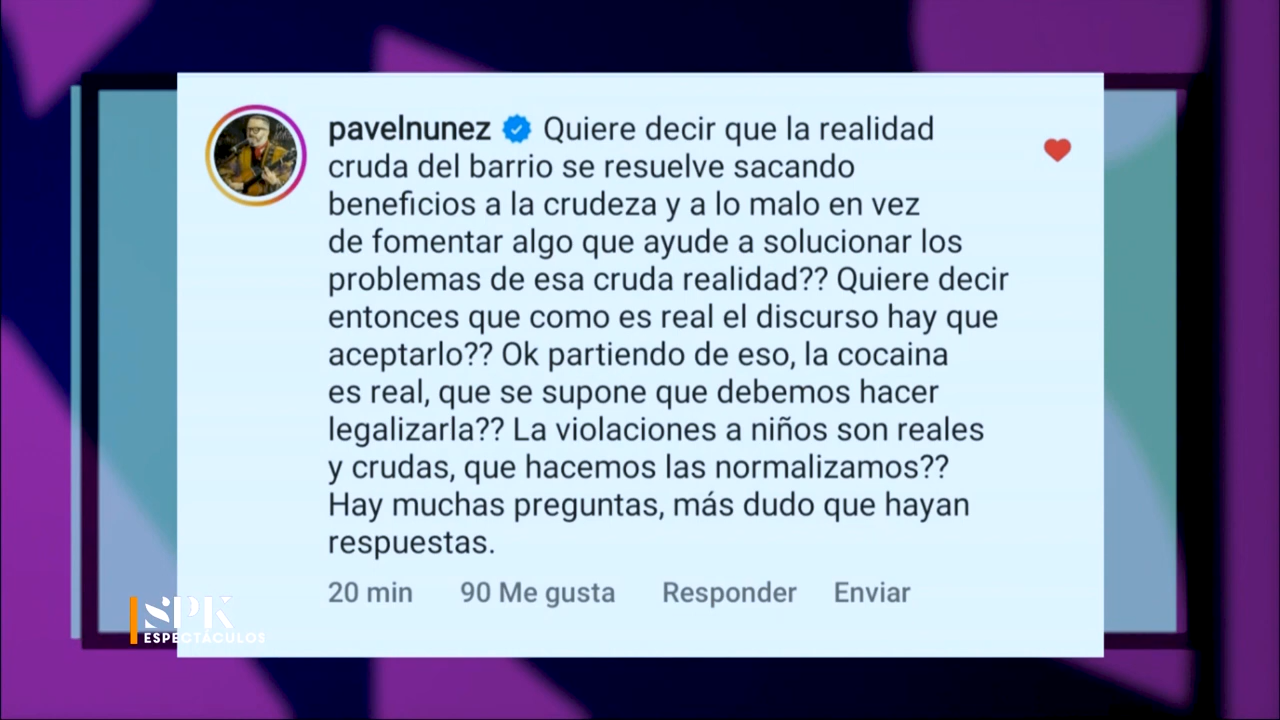 pavelnunez Quiere decir que la realidad
cruda del barrio se resuelve sacando
beneficios a la crudeza y a lo malo en vez
de fomentar algo que ayude a solucionar los
problemas de esa cruda realidad?? Quiere decir
entonces que como es real el discurso hay que
aceptarlo?? Ok partiendo de eso, la cocaina
es real, que se supone que debemos hacer
legalizarla?? La violaciones a niños son reales
y crudas, que hacemos las normalizamos??
Hay muchas preguntas, más dudo que hayan
respuestas.
20 min 90 Me gusta Responder Enviar
SPK
ESPECTÁCULOS